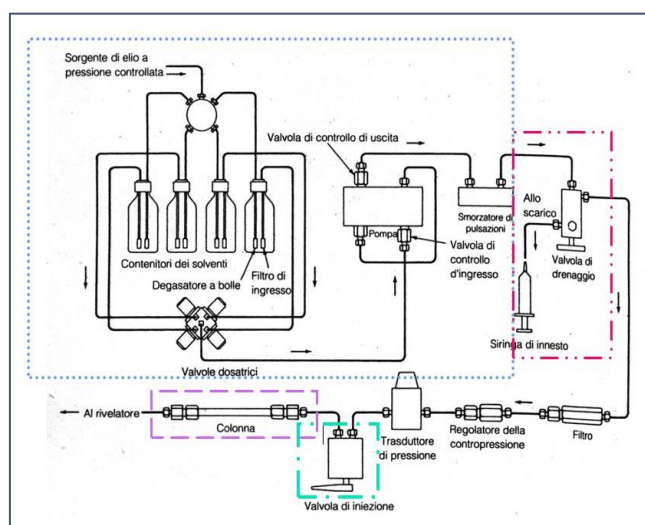 Sorgente di elio a
pressione controllata
Valvola di controllo di uscita
Allo
scarico
Smorzatore di
pulsazioni
Pompa
Valvola di
controllo
d'ingresso
Valvola di
drenaggio
Contenitori dei solventi
Filtro di
ingresso
Degasatore a bolle
Siringa di innesto
Valvole dosatrici
Al rivelatore
Colonna
Trasduttore
di pressione
Regolatore della
contropressione
Filtro
Valvola di iniezione